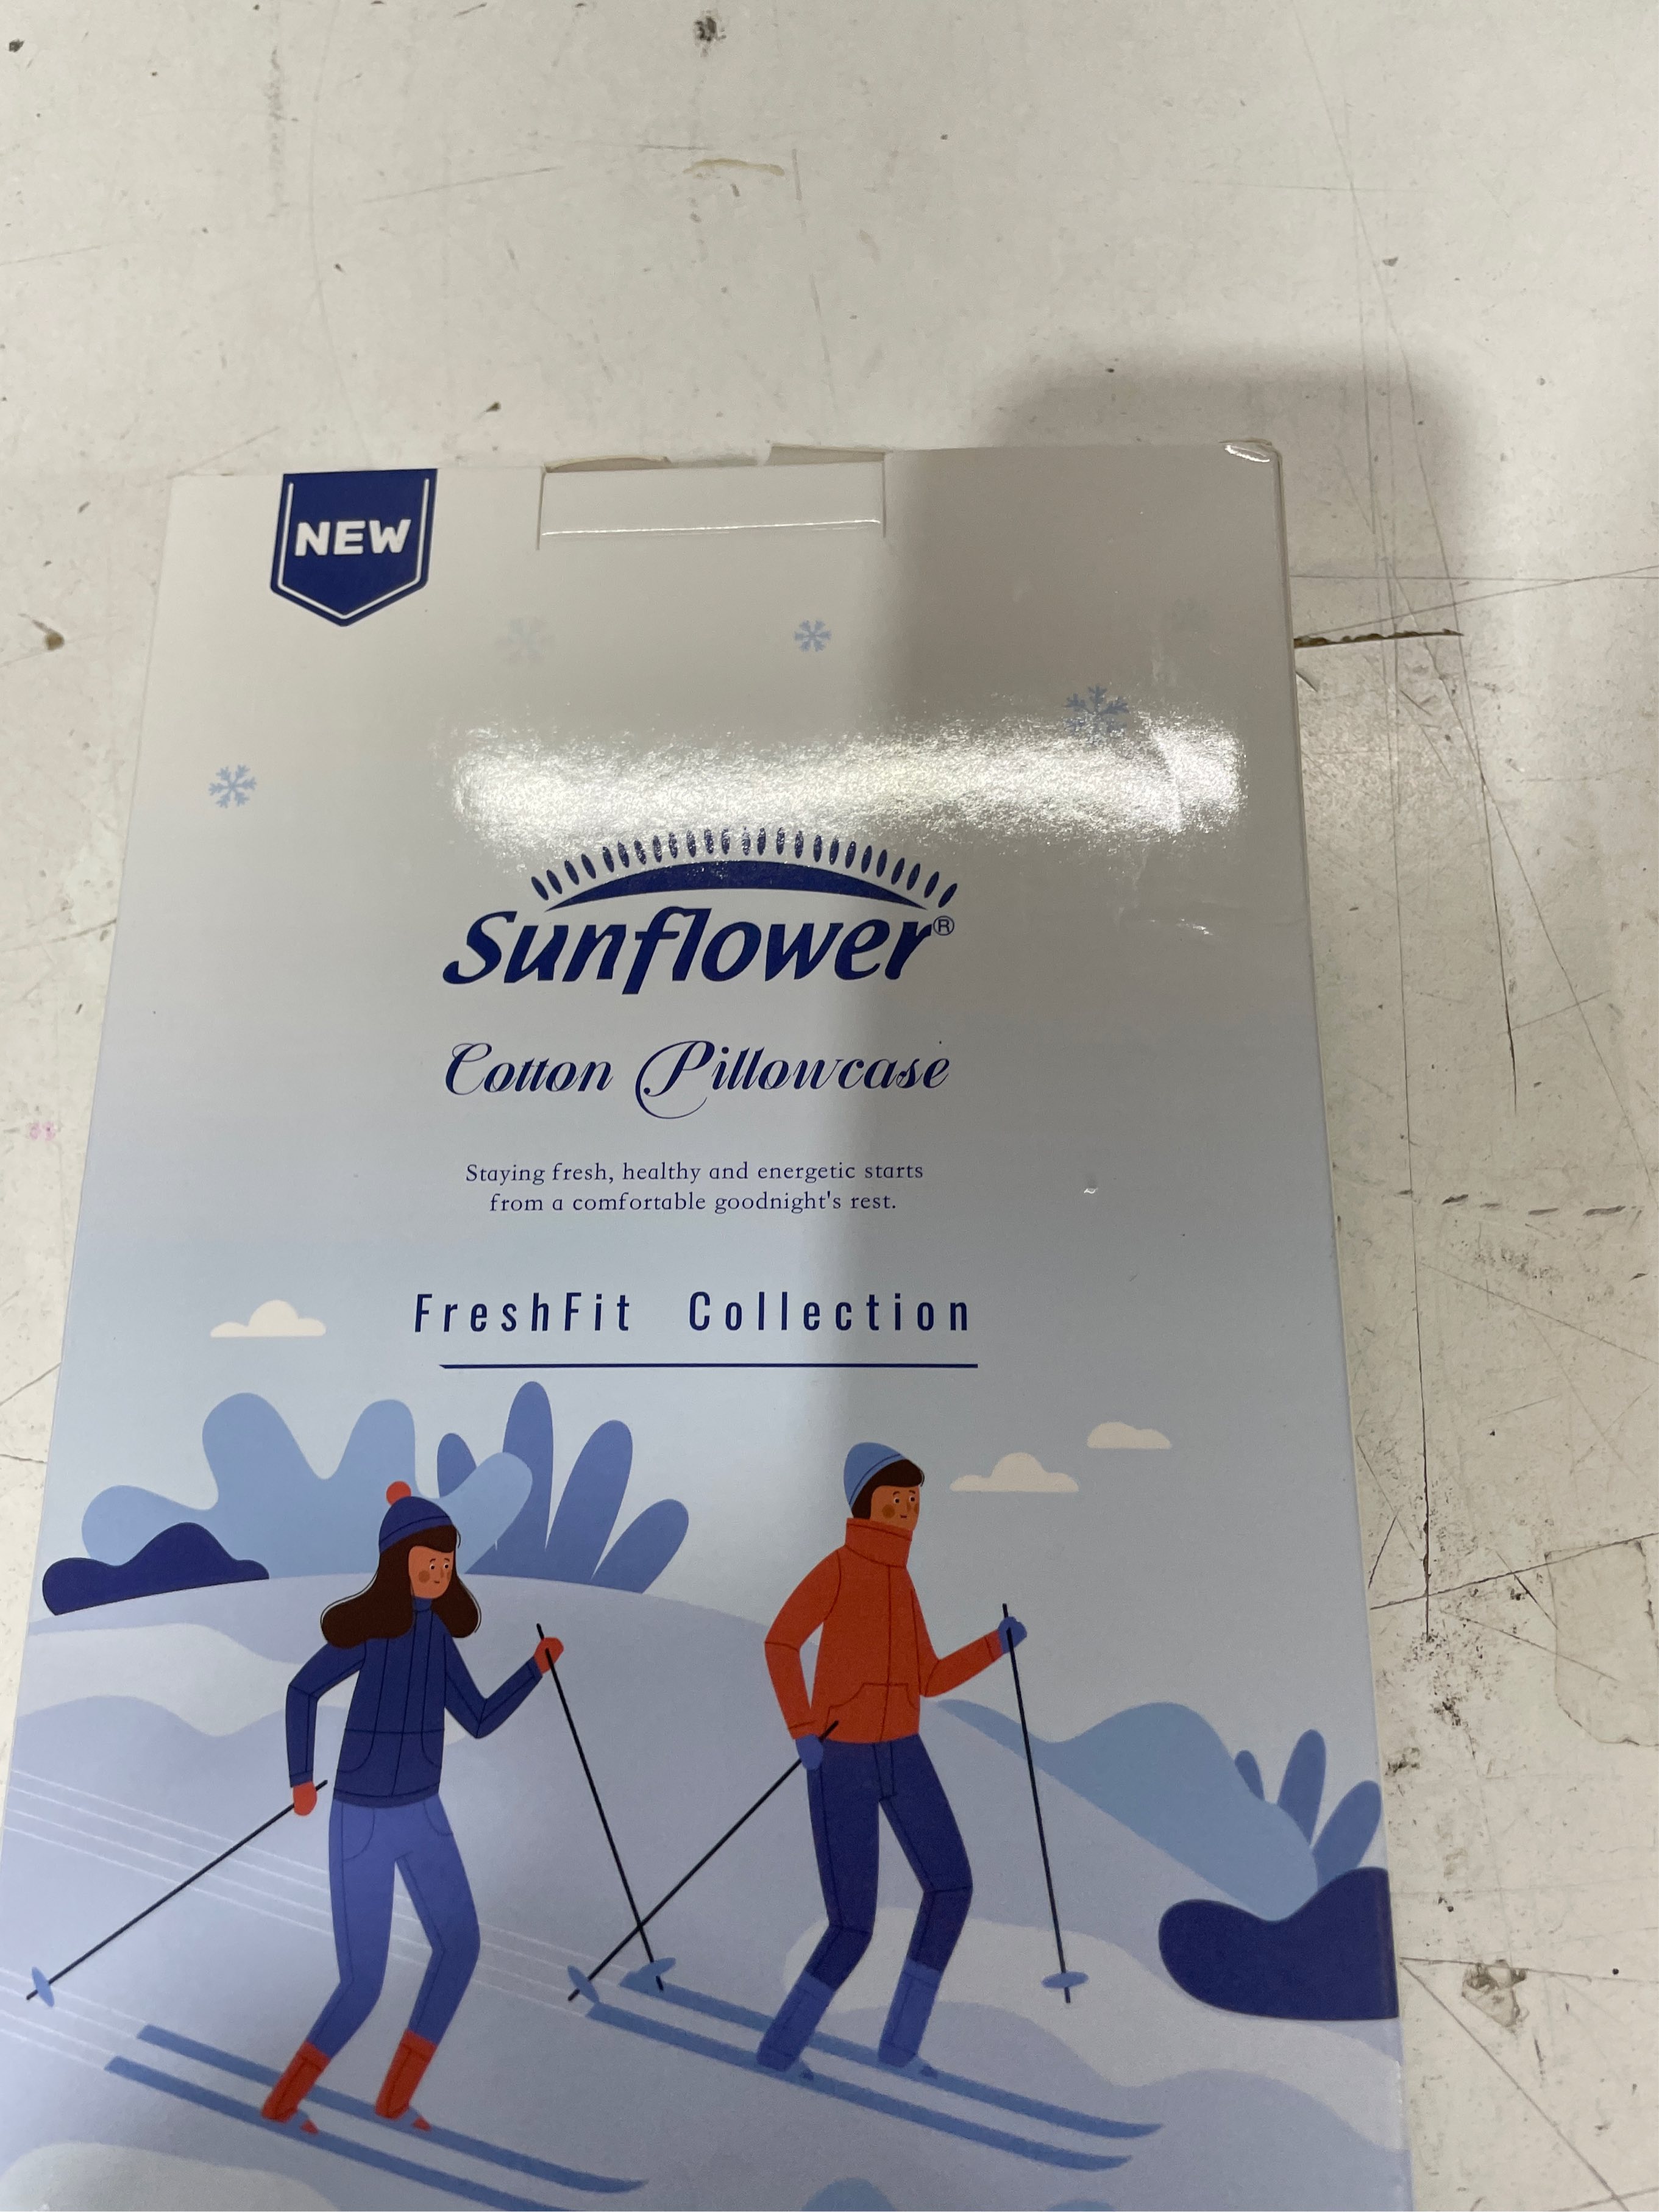 NEW
Sunflower®
Cotton Pillowcase
Staying fresh, healthy and energetic starts
from a comfortable goodnight's rest.
FreshFit Collection